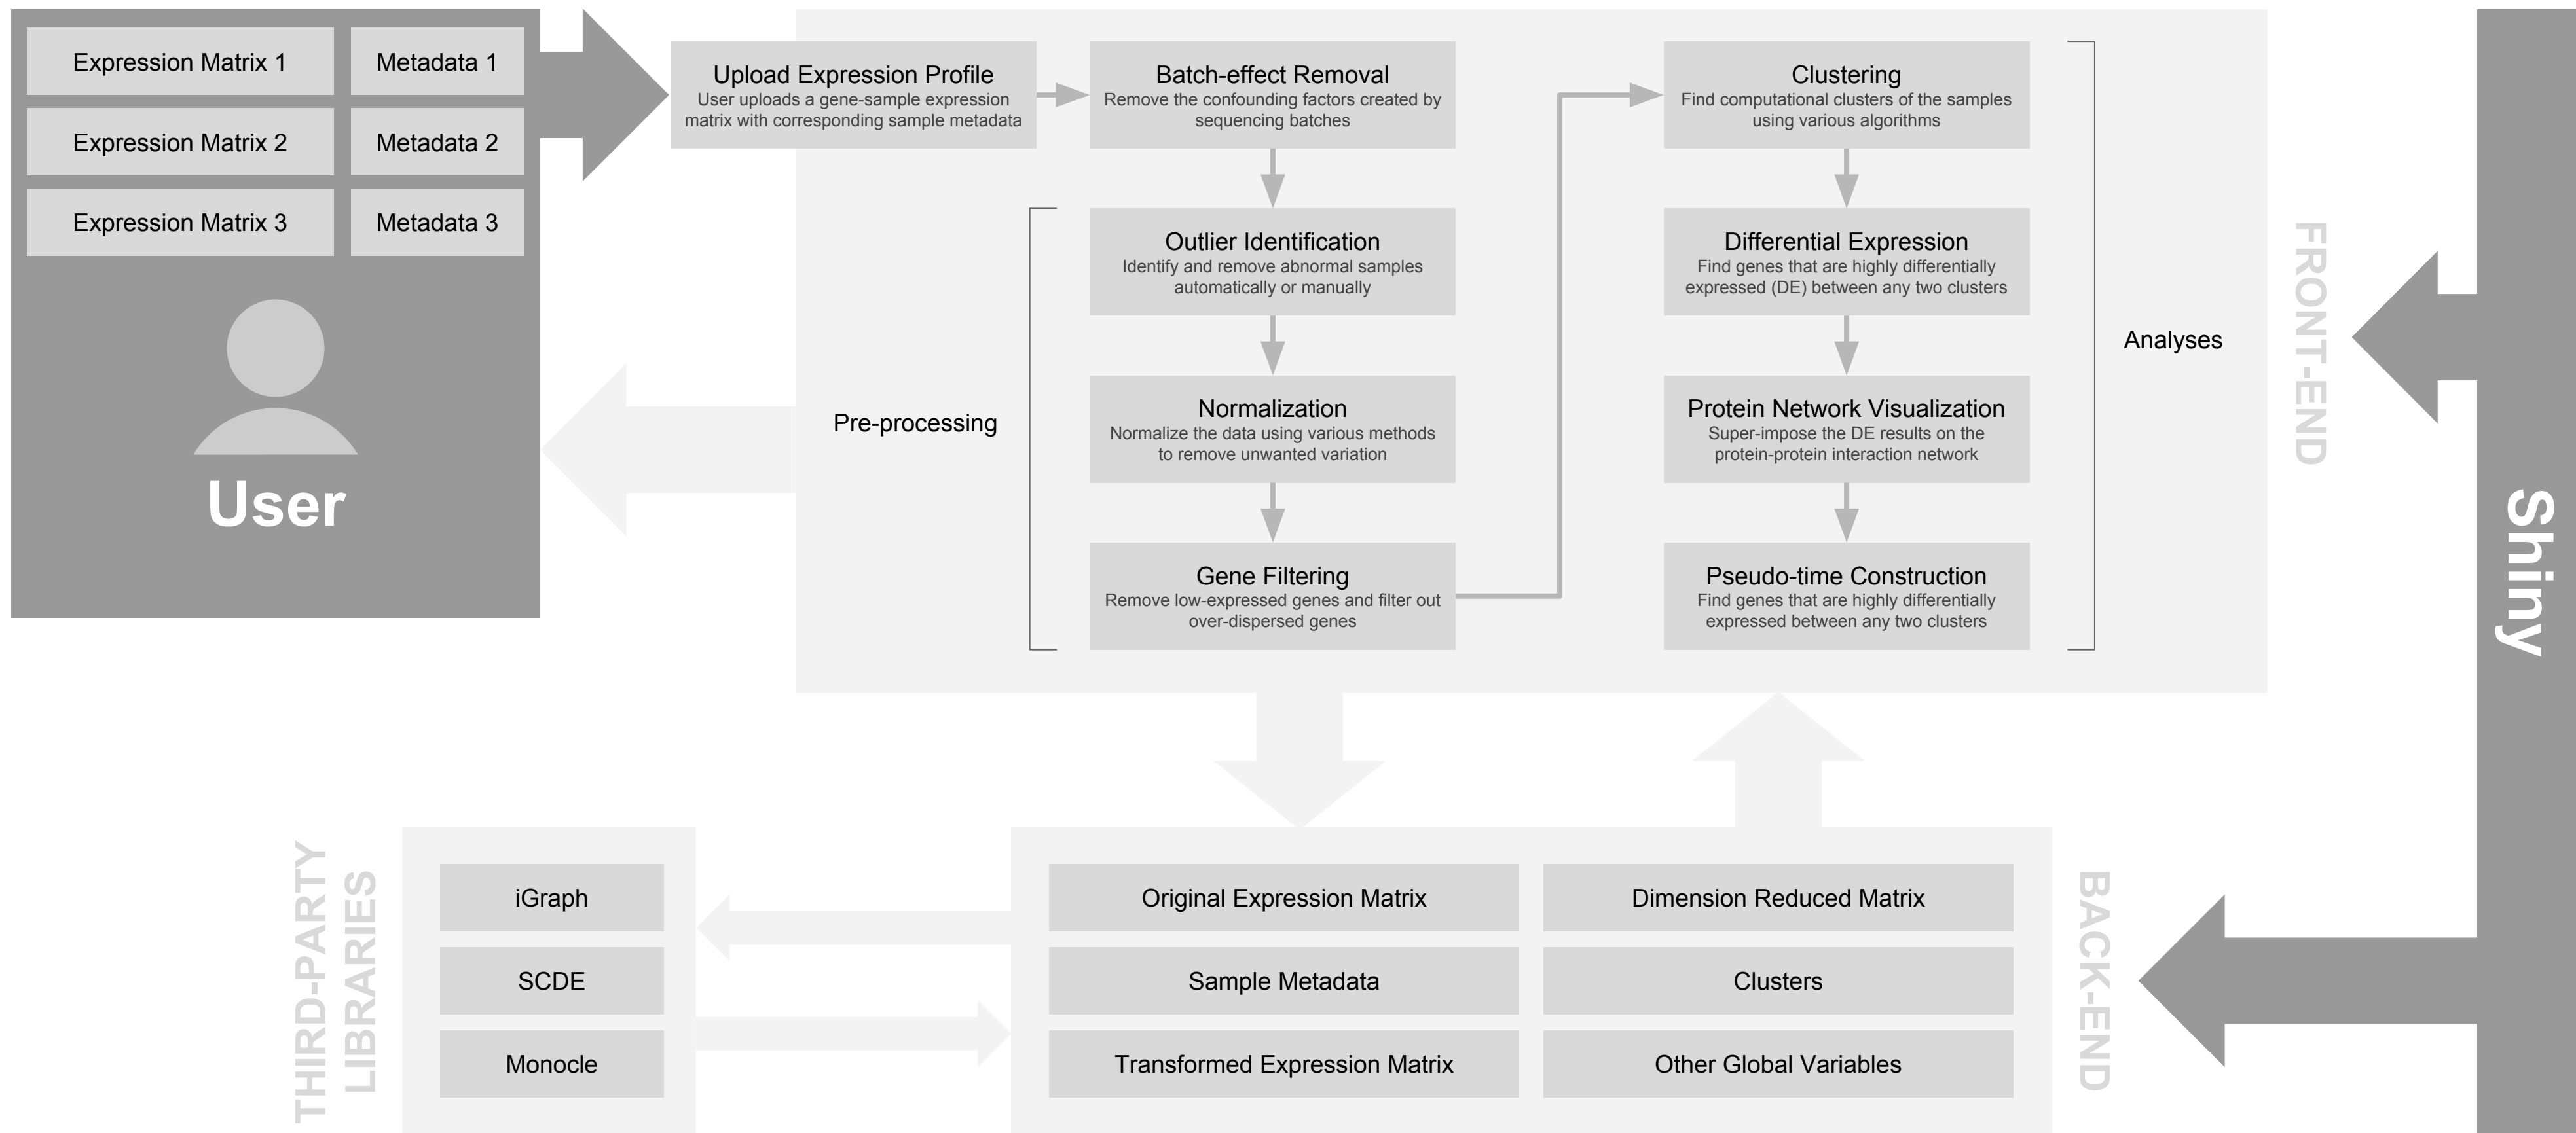 Expression Matrix 1
Metadata 1
Expression Matrix 2
Metadata 2
Expression Matrix 3
Metadata 3
User
Upload Expression Profile
User uploads a gene-sample expression
matrix with corresponding sample metadata
Batch-effect Removal
Remove the confounding factors created by
sequencing batches
Pre-processing
Outlier Identification
Identify and remove abnormal samples
automatically or manually
Normalization
Normalize the data using various methods
to remove unwanted variation
Gene Filtering
Remove low-expressed genes and filter out
over-dispersed genes
Clustering
Find computational clusters of the samples
using various algorithms
Differential Expression
Find genes that are highly differentially
expressed (DE) between any two clusters
Protein Network Visualization
Super-impose the DE results on the
protein-protein interaction network
Pseudo-time Construction
Find genes that are highly differentially
expressed between any two clusters
Analyses
FRONT-END
Shiny
THIRD-PARTY
LIBRARIES
iGraph
SCDE
Monocle
Original Expression Matrix
Dimension Reduced Matrix
Sample Metadata
Clusters
Transformed Expression Matrix
Other Global Variables
BACK-END